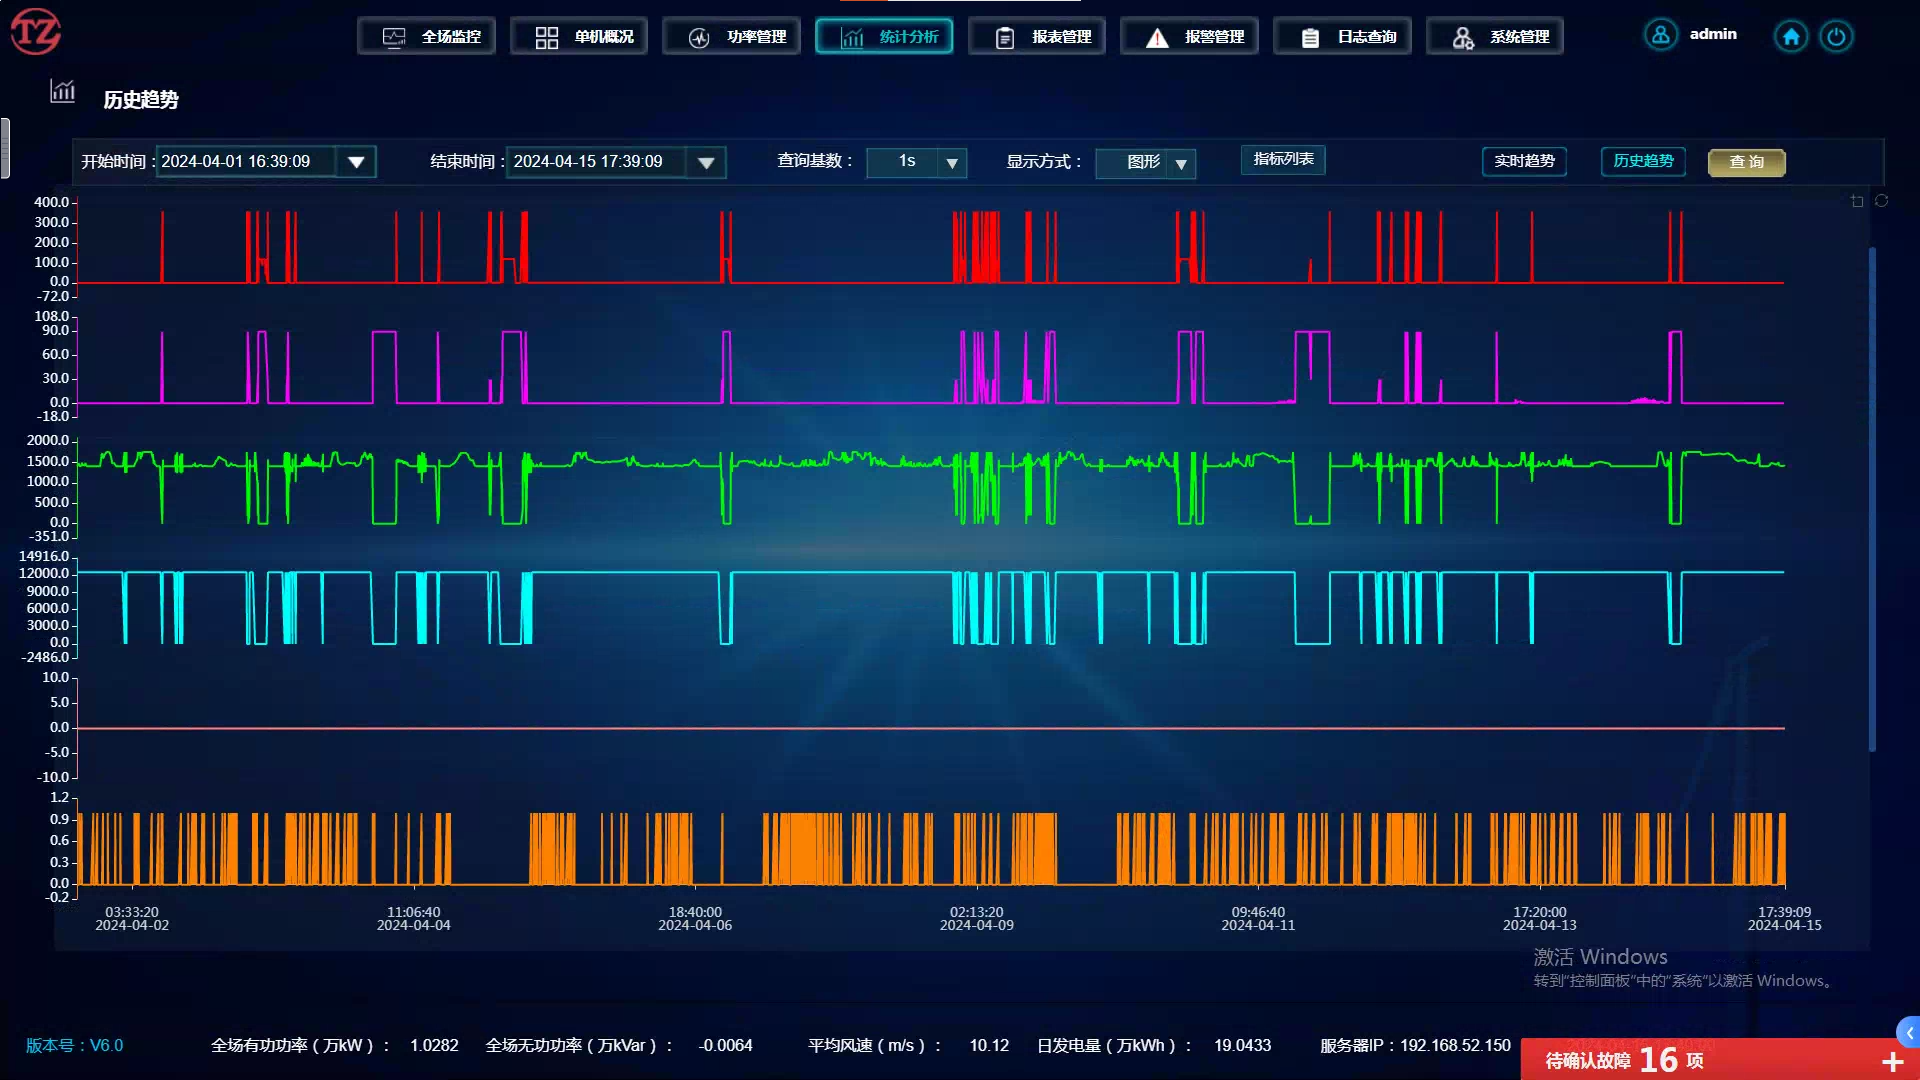 TZ
全场监控
单机概况
功率管理
统计分析
报表管理
报警管理
日志查询
系统管理
admin
历史趋势
开始时间：2024-04-01 16:39:09
结束时间：2024-04-15 17:39:09
查询基数：1s
显示方式：图形
指标列表
实时趋势
历史趋势
查 询
400.0
300.0
200.0
100.0
0.0
-72.0
108.0
90.0
60.0
30.0
0.0
-18.0
2000.0
1500.0
1000.0
500.0
0.0
-351.0
14916.0
12000.0
9000.0
6000.0
3000.0
0.0
-2486.0
10.0
5.0
0.0
-5.0
-10.0
1.2
0.9
0.6
0.3
0.0
-0.2
03:33:20
2024-04-02
11:06:40
2024-04-04
18:40:00
2024-04-06
02:13:20
2024-04-09
09:46:40
2024-04-11
17:20:00
2024-04-13
17:39:09
2024-04-15
激活 Windows
转到“控制面板”中的“系统”以激活 Windows。
版本号：V6.0
全场有功功率（万kW）： 1.0282
全场无功功率（万kVar）： -0.0064
平均风速（m/s）： 10.12
日发电量（万kWh）： 19.0433
服务器IP：192.168.52.150
待确认故障 16 项